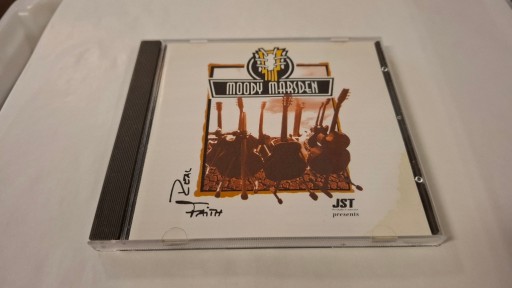 MOODY MARSDEN
REAL
FAITH
JST
presents